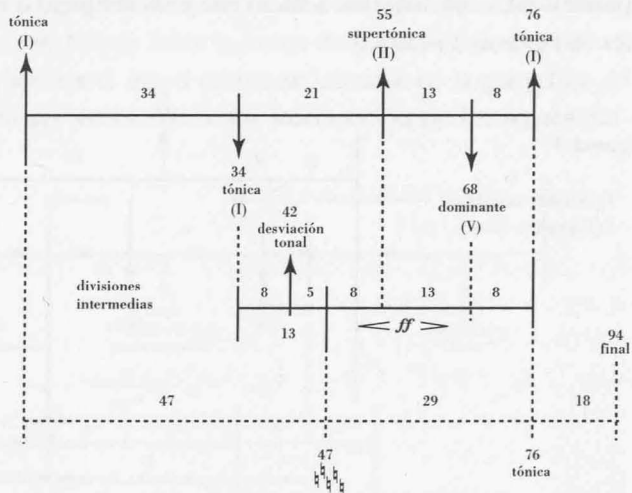 tónica
(I)
55
supertónica
(II)
76
tónica
(I)
34 21 13 8
34
tónica
(I)
42
desviación
tonal
68
dominante
(V)
divisiones
intermedias
8 5 8 13 8
13
ff
94
final
47 29 18
47
♮♮♮♮
76
tónica